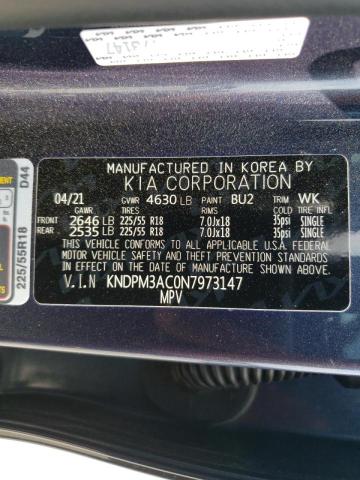 73147
D44
225/55R18
MANUFACTURED IN KOREA BY
KIA CORPORATION
04/21 GVWR 4630 LB PAINT BU2 TRIM WK
GAWR TIRES RIMS COLD TIRE INF.
FRONT 2646 LB 225/55 R18 7.0Jx18 35psi SINGLE
REAR 2535 LB 225/55 R18 7.0Jx18 35psi SINGLE
THIS VEHICLE CONFORMS TO ALL APPLICABLE U.S.A. FEDERAL
MOTOR VEHICLE SAFETY, BUMPER, AND THEFT PREVENTION
STANDARDS IN EFFECT ON THE DATE OF MANUFACTURE SHOWN ABOVE.
V.I.N KNDPM3AC0N7973147
MPV